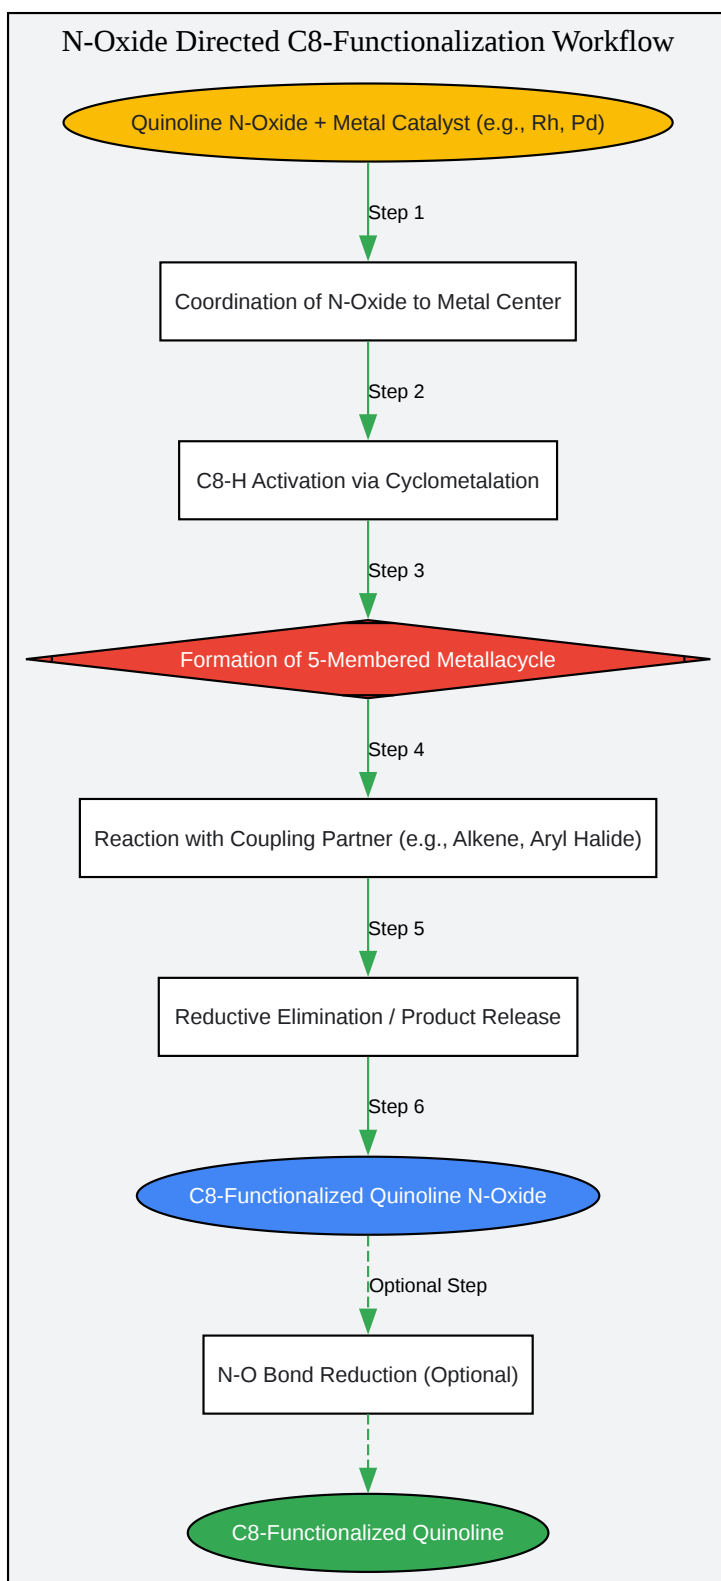 N-Oxide Directed C8-Functionalization Workflow
Quinoline N-Oxide + Metal Catalyst (e.g., Rh, Pd)
Step 1
Coordination of N-Oxide to Metal Center
Step 2
C8-H Activation via Cyclometalation
Step 3
Formation of 5-Membered Metallacycle
Step 4
Reaction with Coupling Partner (e.g., Alkene, Aryl Halide)
Step 5
Reductive Elimination / Product Release
Step 6
C8-Functionalized Quinoline N-Oxide
Optional Step
N-O Bond Reduction (Optional)
C8-Functionalized Quinoline